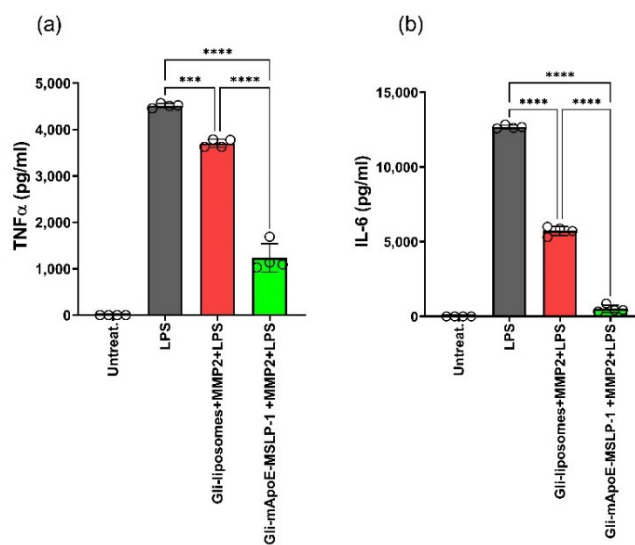 (a)
****
***
****
5,000
4,000
3,000
2,000
1,000
0
TNFα (pg/ml)
Untreat.
LPS
Gli-liposomes+MMP2+LPS
Gli-mApoE-MSLP-1 +MMP2+LPS
(b)
****
****
****
15,000
10,000
5,000
0
IL-6 (pg/ml)
Untreat.
LPS
Gli-liposomes+MMP2+LPS
Gli-mApoE-MSLP-1 +MMP2+LPS